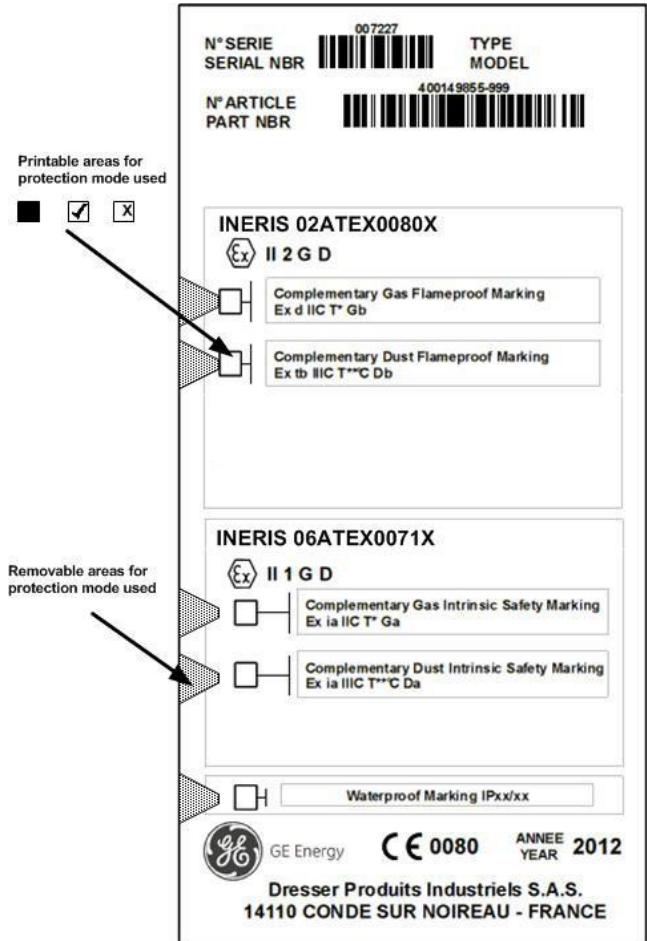 N° SERIE
SERIAL NBR
007227
TYPE
MODEL
N° ARTICLE
PART NBR
400149855-999
Printable areas for
protection mode used
INERIS 02ATEX0080X
Ex II 2 G D
Complementary Gas Flameproof Marking
Ex d IIC T* Gb
Complementary Dust Flameproof Marking
Ex tb IIIC T**°C Db
INERIS 06ATEX0071X
Ex II 1 G D
Removable areas for
protection mode used
Complementary Gas Intrinsic Safety Marking
Ex ia IIC T* Ga
Complementary Dust Intrinsic Safety Marking
Ex ia IIIC T**°C Da
Waterproof Marking IPxx/xx
GE GE Energy
CE 0080
ANNEE
YEAR
2012
Dresser Produits Industriels S.A.S.
14110 CONDE SUR NOIREAU - FRANCE